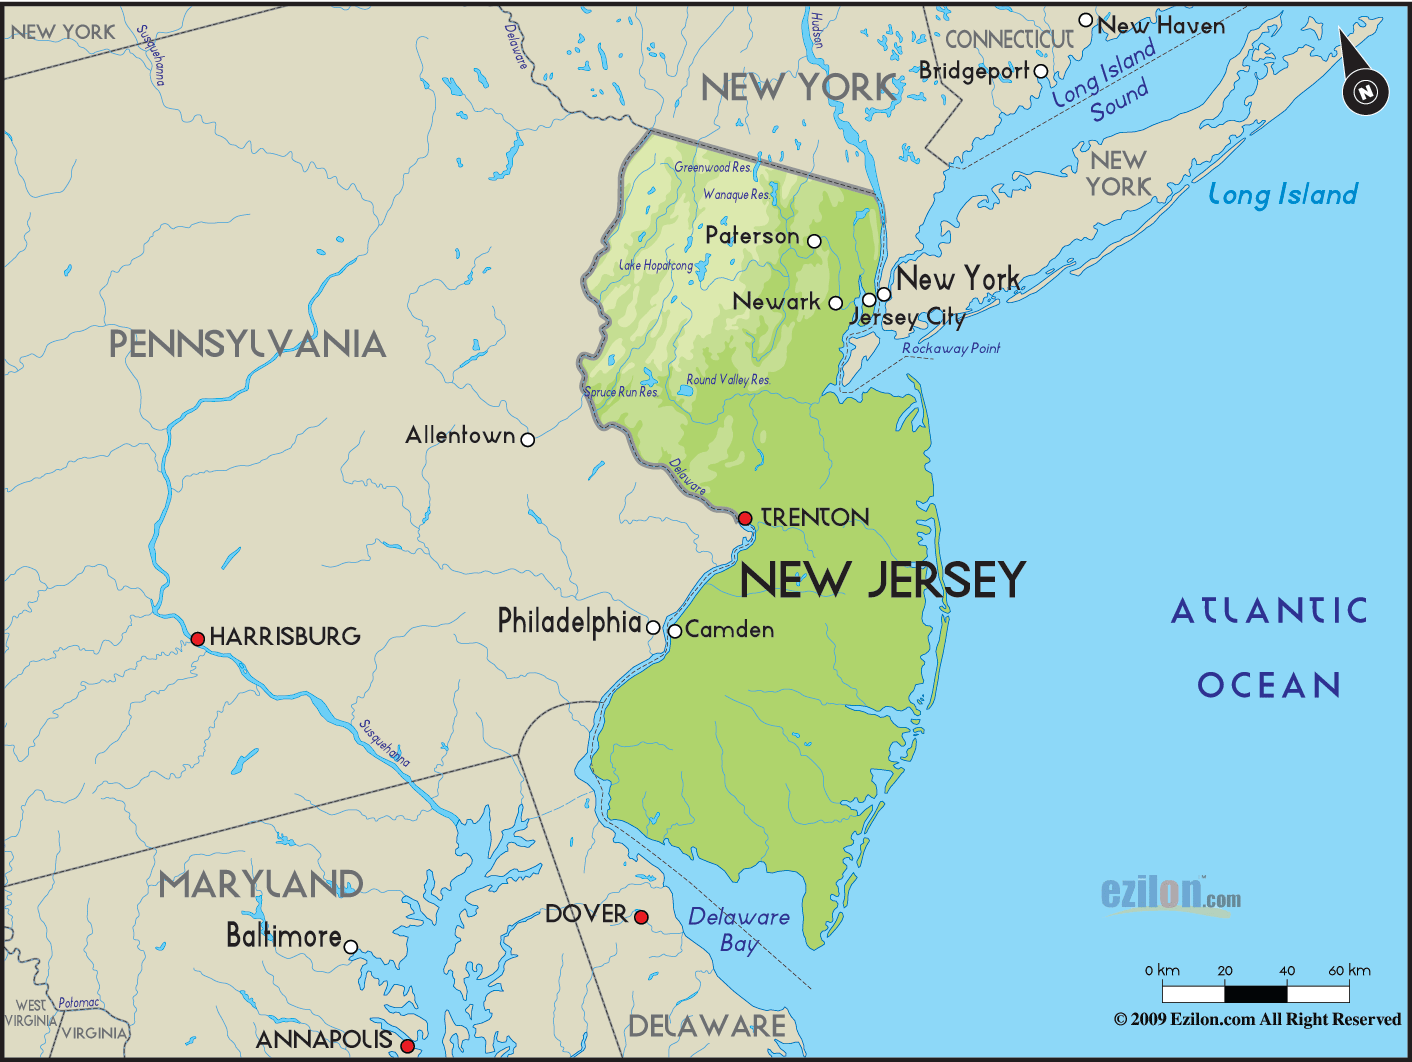 NEW YORK
Susquehanna
Delaware
Hudson
CONNECTICUT
New Haven
Bridgeport
Long Island
Sound
N
NEW YORK
NEW
YORK
Long Island
Greenwood Res.
Wanaque Res.
Paterson
Lake Hopatcong
Newark
New York
Jersey City
Rockaway Point
PENNSYLVANIA
Round Valley Res.
Spruce Run Res.
Allentown
Delaware
TRENTON
NEW JERSEY
ATLANTIC
OCEAN
Philadelphia
Camden
HARRISBURG
Susquehanna
MARYLAND
Baltimore
DOVER
Delaware
Bay
ezilon.com
WEST
VIRGINIA
Potomac
VIRGINIA
ANNAPOLIS
DELAWARE
0 km 20 40 60 km
© 2009 Ezilon.com All Right Reserved